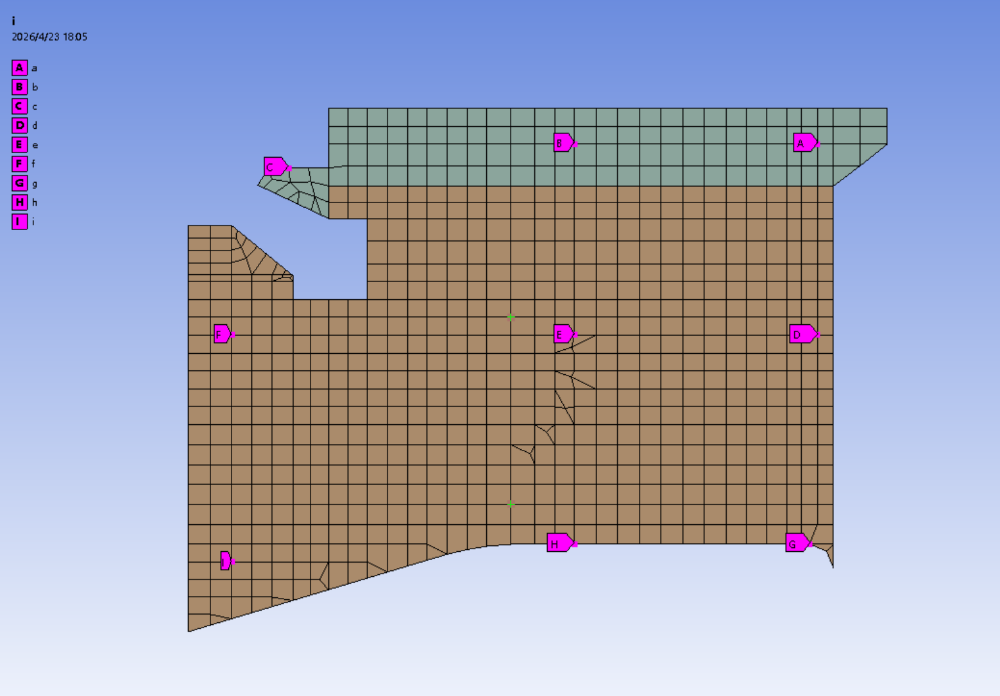 i
2026/4/23 18:05
A a
B b
C c
D d
E e
F f
G g
H h
I i
B
A
C
F
E
D
H
G
I